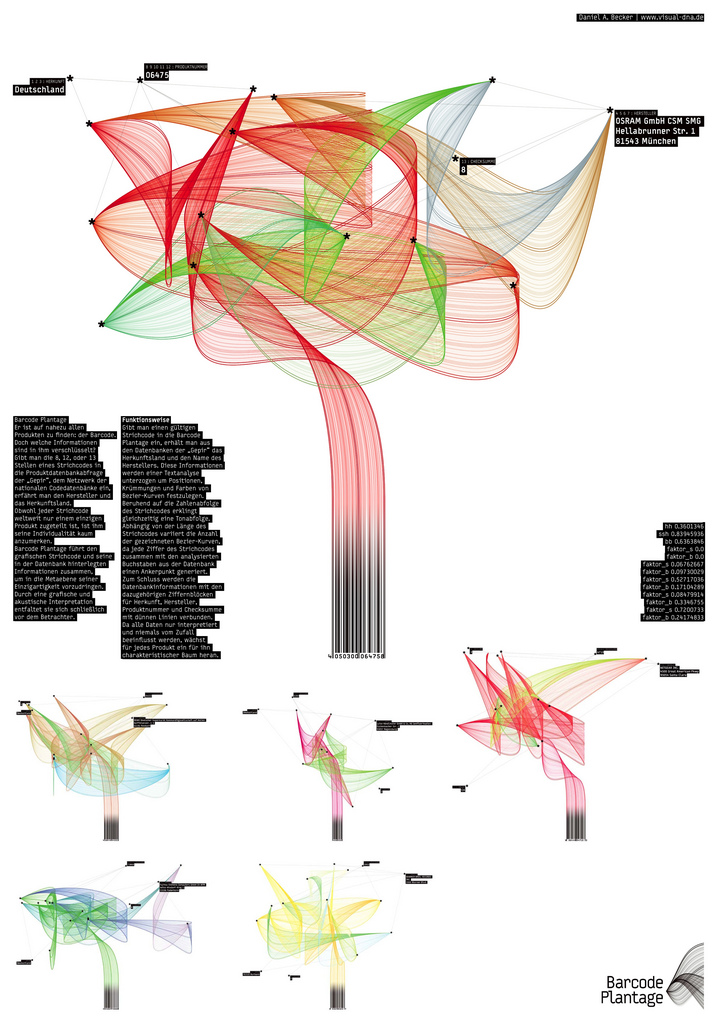 Daniel A. Becker | www.visual-dna.de
8 9 10 11 12 : PRODUKTNUMMER
06475
1 2 3 : HERKUNFT
Deutschland
4 5 6 7 : HERSTELLER
OSRAM GmbH CSM SMG
Hellabrunner Str. 1
81543 München
13 : CHECKSUMME
8
Barcode Plantage
Er ist auf nahezu allen
Produkten zu finden: der Barcode.
Doch welche Informationen
sind in ihm verschlüsselt?
Gibt man die 8, 12, oder 13
Stellen eines Strichcodes in
die Produktdatenbankabfrage
der „Gepir“, dem Netzwerk der
nationalen Codedatenbänke ein,
erfährt man den Hersteller und
das Herkunftsland.
Obwohl jeder Strichcode
weltweit nur einem einzigen
Produkt zugeteilt ist, ist ihm
seine Individualität kaum
anzumerken.
Barcode Plantage führt den
grafischen Strichcode und seine
in der Datenbank hinterlegten
Informationen zusammen,
um in die Metaebene seiner
Einzigartigkeit vorzudringen.
Durch eine grafische und
akustische Interpretation
entfaltet sie sich schließlich
vor dem Betrachter.
Funktionsweise
Gibt man einen gültigen
Strichcode in die Barcode
Plantage ein, erhält man aus
den Datenbanken der „Gepir“ das
Herkunftsland und den Name des
Herstellers. Diese Informationen
werden einer Textanalyse
unterzogen um Positionen,
Krümmungen und Farben von
Bezier-Kurven festzulegen.
Beruhend auf die Zahlenabfolge
des Strichcodes erklingt
gleichzeitig eine Tonabfolge.
Abhängig von der Länge des
Strichcodes variiert die Anzahl
der gezeichneten Bezier-Kurven,
da jede Ziffer des Strichcodes
zusammen mit den analysierten
Buchstaben aus der Datenbank
einen Ankerpunkt generiert.
Zum Schluss werden die
Datenbankinformationen mit den
dazugehörigen Ziffernblöcken
für Herkunft, Hersteller,
Produktnummer und Checksumme
mit dünnen Linien verbunden.
Da alle Daten nur interpretiert
und niemals vom Zufall
beeinflusst werden, wächst
für jedes Produkt ein für ihn
charakteristischer Baum heran.
hh 0.3601346
ssh 0.83945936
bb 0.6363846
faktor_s 0.0
faktor_b 0.0
faktor_s 0.06762667
faktor_b 0.09730029
faktor_s 0.52717036
faktor_b 0.17104289
faktor_s 0.08479914
faktor_b 0.3346755
faktor_s 0.7200733
faktor_b 0.24174833
4 050300 064758
Barcode
Plantage